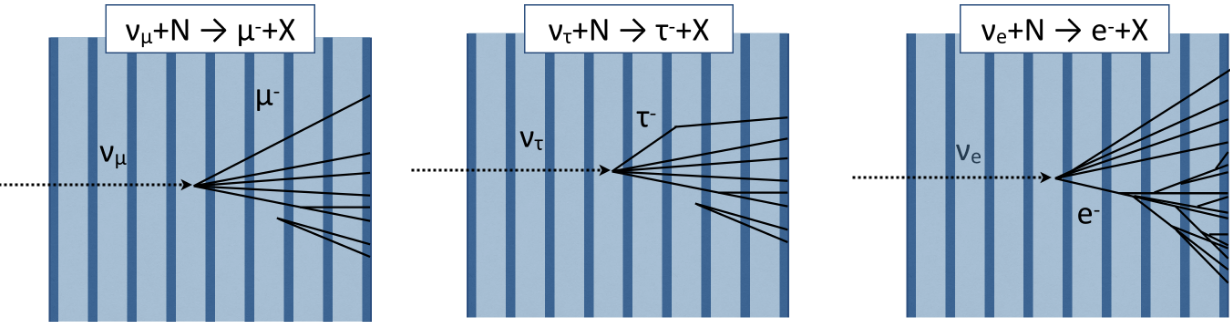 νμ+N → μ-+X
ντ+N → τ-+X
νe+N → e-+X
μ-
νμ
τ-
ντ
νe
e-